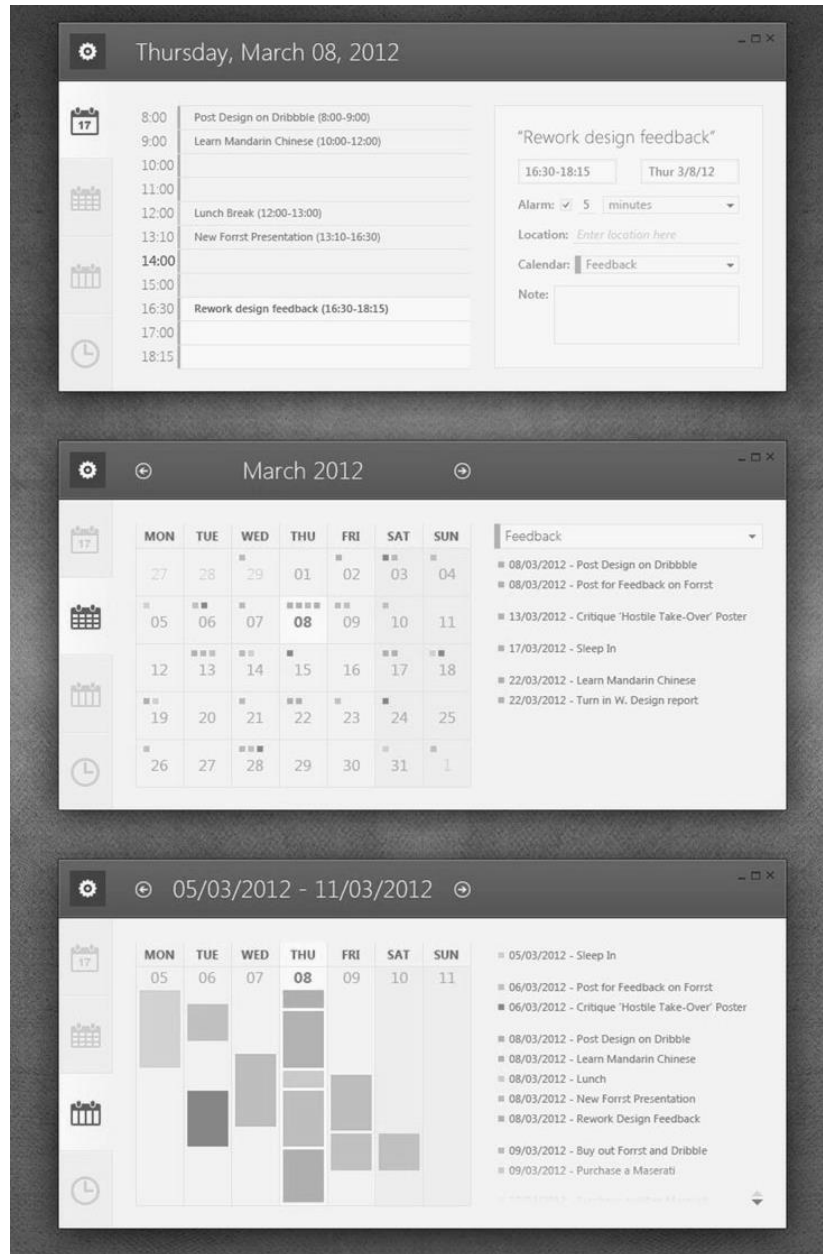 Thursday, March 08, 2012
17
8:00 Post Design on Dribbble (8:00-9:00)
9:00 Learn Mandarin Chinese (10:00-12:00)
10:00
11:00
12:00 Lunch Break (12:00-13:00)
13:10 New Forrst Presentation (13:10-16:30)
14:00
15:00
16:30 Rework design feedback (16:30-18:15)
17:00
18:15
"Rework design feedback"
16:30-18:15 Thur 3/8/12
Alarm: 5 minutes
Location: Enter location here
Calendar: Feedback
Note:
March 2012
17
MON TUE WED THU FRI SAT SUN
27 28 29 01 02 03 04
05 06 07 08 09 10 11
12 13 14 15 16 17 18
19 20 21 22 23 24 25
26 27 28 29 30 31 1
Feedback
08/03/2012 - Post Design on Dribbble
08/03/2012 - Post for Feedback on Forrst
13/03/2012 - Critique 'Hostile Take-Over' Poster
17/03/2012 - Sleep In
22/03/2012 - Learn Mandarin Chinese
22/03/2012 - Turn in W. Design report
05/03/2012 - 11/03/2012
17
MON TUE WED THU FRI SAT SUN
05 06 07 08 09 10 11
05/03/2012 - Sleep In
06/03/2012 - Post for Feedback on Forrst
06/03/2012 - Critique 'Hostile Take-Over' Poster
08/03/2012 - Post Design on Dribble
08/03/2012 - Learn Mandarin Chinese
08/03/2012 - Lunch
08/03/2012 - New Forrst Presentation
08/03/2012 - Rework Design Feedback
09/03/2012 - Buy out Forrst and Dribble
09/03/2012 - Purchase a Maserati